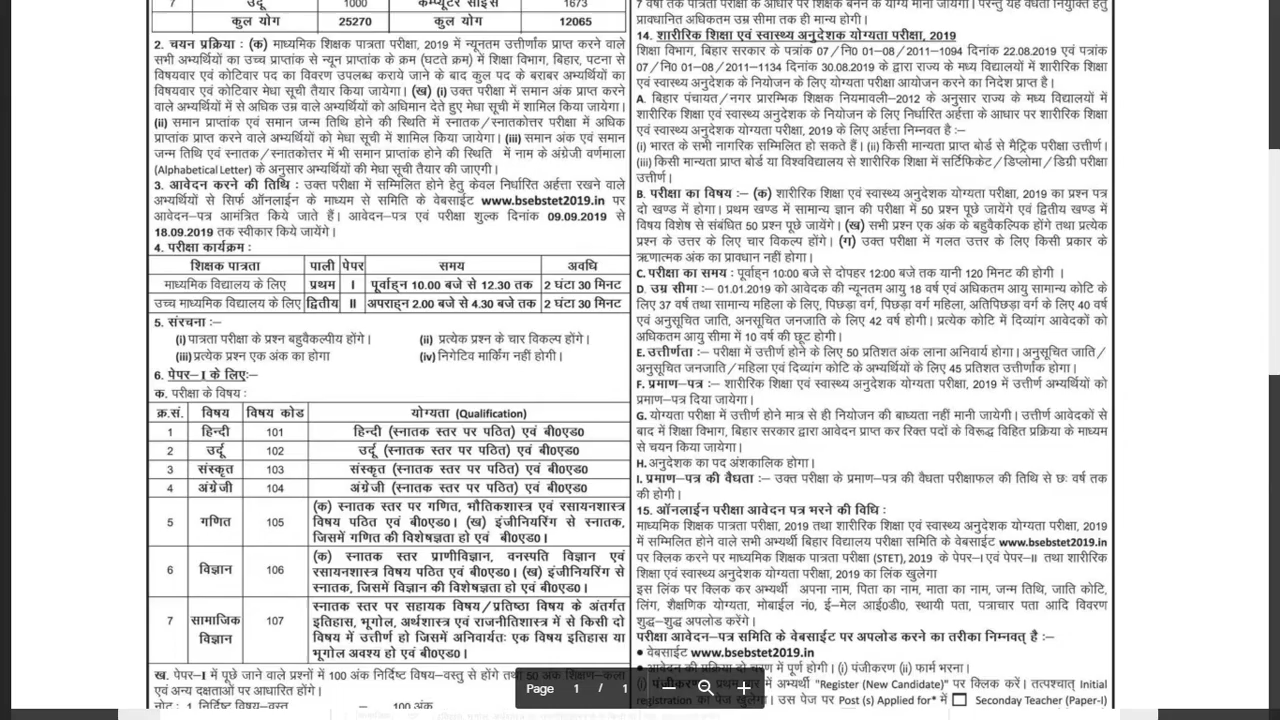 7 उर्दू 1000 कम्प्यूटर साइंस 1673
कुल योग 25270 कुल योग 12065
2. चयन प्रक्रिया : (क) माध्यमिक शिक्षक पात्रता परीक्षा, 2019 में न्यूनतम उत्तीर्णांक प्राप्त करने वाले
सभी अभ्यर्थियों का उच्च प्राप्तांक से न्यून प्राप्तांक के क्रम (घटते क्रम) में शिक्षा विभाग, बिहार, पटना से
विषयवार एवं कोटिवार पद का विवरण उपलब्ध कराये जाने के बाद कुल पद के बराबर अभ्यर्थियों का
विषयवार एवं कोटिवार मेधा सूची तैयार किया जायेगा। (ख) (i) उक्त परीक्षा में समान अंक प्राप्त करने
वाले अभ्यर्थियों में से अधिक उम्र वाले अभ्यर्थियों को अधिमान देते हुए मेधा सूची में शामिल किया जायेगा।
(ii) समान प्राप्तांक एवं समान जन्म तिथि होने की स्थिति में स्नातक/स्नातकोत्तर परीक्षा में अधिक
प्राप्तांक प्राप्त करने वाले अभ्यर्थियों को मेधा सूची में शामिल किया जायेगा। (iii) समान अंक एवं समान
जन्म तिथि एवं स्नातक/स्नातकोत्तर में भी समान प्राप्तांक होने की स्थिति में नाम के अंग्रेजी वर्णमाला
(Alphabetical Letter) के अनुसार अभ्यर्थियों की मेधा सूची तैयार की जाएगी।
3. आवेदन करने की तिथि : उक्त परीक्षा में सम्मिलित होने हेतु केवल निर्धारित अर्हत्ता रखने वाले
अभ्यर्थियों से सिर्फ ऑनलाईन के माध्यम से समिति के वेबसाईट www.bsebstet2019.in पर
आवेदन-पत्र आमंत्रित किये जाते हैं। आवेदन-पत्र एवं परीक्षा शुल्क दिनांक 09.09.2019 से
18.09.2019 तक स्वीकार किये जायेंगे।
4. परीक्षा कार्यक्रम :
शिक्षक पात्रता पाली पेपर समय अवधि
माध्यमिक विद्यालय के लिए प्रथम I पूर्वाहन 10.00 बजे से 12.30 तक 2 घंटा 30 मिनट
उच्च माध्यमिक विद्यालय के लिए द्वितीय II अपराहन 2.00 बजे से 4.30 बजे तक 2 घंटा 30 मिनट
5. संरचना :–
(i) पात्रता परीक्षा के प्रश्न बहुवैकल्पीय होंगे। (ii) प्रत्येक प्रश्न के चार विकल्प होंगे।
(iii) प्रत्येक प्रश्न एक अंक का होगा (iv) निगेटिव मार्किंग नहीं होगी।
6. पेपर–I के लिए:–
क. परीक्षा के विषय :
क्र.सं. विषय विषय कोड योग्यता (Qualification)
1 हिन्दी 101 हिन्दी (स्नातक स्तर पर पठित) एवं बी0एड0
2 उर्दू 102 उर्दू (स्नातक स्तर पर पठित) एवं बी0एड0
3 संस्कृत 103 संस्कृत (स्नातक स्तर पर पठित) एवं बी0एड0
4 अंग्रेजी 104 अंग्रेजी (स्नातक स्तर पर पठित) एवं बी0एड0
5 गणित 105 (क) स्नातक स्तर पर गणित, भौतिकशास्त्र एवं रसायनशास्त्र
विषय पठित एवं बी0एड0। (ख) इंजीनियरिंग से स्नातक,
जिसमें गणित की विशेषज्ञता हो एवं बी0एड0।
6 विज्ञान 106 (क) स्नातक स्तर प्राणीविज्ञान, वनस्पति विज्ञान एवं
रसायनशास्त्र विषय पठित एवं बी0एड0। (ख) इंजीनियरिंग से
स्नातक, जिसमें विज्ञान की विशेषज्ञता हो एवं बी0एड0।
7 सामाजिक विज्ञान 107 स्नातक स्तर पर सहायक विषय/प्रतिष्ठा विषय के अंतर्गत
इतिहास, भूगोल, अर्थशास्त्र एवं राजनीतिशास्त्र में से किसी दो
विषय में उत्तीर्ण हो जिसमें अनिवार्यतः एक विषय इतिहास या
भूगोल अवश्य हो एवं बी0एड0।
ख. पेपर–I में पूछे जाने वाले प्रश्नों में 100 अंक निर्दिष्ट विषय–वस्तु से होंगे तथा 50 अंक शिक्षण–कला
एवं अन्य दक्षताओं पर आधारित होंगे।
नोट : 1. निर्दिष्ट विषय–वस्तु – 100 अंक
7 वर्षों तक पात्रता परीक्षा के आधार पर शिक्षक बनने के योग्य माना जायेगा। परन्तु यह वैधता नियुक्ति हेतु
प्रावधानित अधिकतम उम्र सीमा तक ही मान्य होगी।
14. शारीरिक शिक्षा एवं स्वास्थ्य अनुदेशक योग्यता परीक्षा, 2019
शिक्षा विभाग, बिहार सरकार के पत्रांक 07/नि0 01–08/2011–1094 दिनांक 22.08.2019 एवं पत्रांक
07/नि0 01–08/2011–1134 दिनांक 30.08.2019 के द्वारा राज्य के मध्य विद्यालयों में शारीरिक शिक्षा
एवं स्वास्थ्य अनुदेशक के नियोजन के लिए योग्यता परीक्षा आयोजन करने का निदेश प्राप्त है।
A. बिहार पंचायत/नगर प्रारम्भिक शिक्षक नियमावली–2012 के अनुसार राज्य के मध्य विद्यालयों में
शारीरिक शिक्षा एवं स्वास्थ्य अनुदेशक के नियोजन के लिए निर्धारित अर्हत्ता के आधार पर शारीरिक शिक्षा
एवं स्वास्थ्य अनुदेशक योग्यता परीक्षा, 2019 के लिए अर्हत्ता निम्नवत है :–
(i) भारत के सभी नागरिक सम्मिलित हो सकते हैं। (ii) किसी मान्यता प्राप्त बोर्ड से मैट्रिक परीक्षा उत्तीर्ण।
(iii) किसी मान्यता प्राप्त बोर्ड या विश्वविद्यालय से शारीरिक शिक्षा में सर्टिफिकेट/डिप्लोमा/डिग्री परीक्षा
उत्तीर्ण।
B. परीक्षा का विषय :– (क) शारीरिक शिक्षा एवं स्वास्थ्य अनुदेशक योग्यता परीक्षा, 2019 का प्रश्न पत्र
दो खण्ड में होगा। प्रथम खण्ड में सामान्य ज्ञान की परीक्षा में 50 प्रश्न पूछे जायेंगे एवं द्वितीय खण्ड में
विषय विशेष से संबंधित 50 प्रश्न पूछे जायेंगे। (ख) सभी प्रश्न एक अंक के बहुवैकल्पिक होंगे तथा प्रत्येक
प्रश्न के उत्तर के लिए चार विकल्प होंगे। (ग) उक्त परीक्षा में गलत उत्तर के लिए किसी प्रकार के
ऋणात्मक अंक का प्रावधान नहीं होगा।
C. परीक्षा का समय : पूर्वाहन 10:00 बजे से दोपहर 12:00 बजे तक यानी 120 मिनट की होगी ।
D. उम्र सीमा :– 01.01.2019 को आवेदक की न्यूनतम आयु 18 वर्ष एवं अधिकतम आयु सामान्य कोटि के
लिए 37 वर्ष तथा सामान्य महिला के लिए, पिछड़ा वर्ग, पिछड़ा वर्ग महिला, अतिपिछड़ा वर्ग के लिए 40 वर्ष
एवं अनुसूचित जाति, अनसूचित जनजाति के लिए 42 वर्ष होगी। प्रत्येक कोटि में दिव्यांग आवेदकों को
अधिकतम आयु सीमा में 10 वर्ष की छूट होगी।
E. उत्तीर्णता :– परीक्षा में उत्तीर्ण होने के लिए 50 प्रतिशत अंक लाना अनिवार्य होगा। अनुसूचित जाति/
अनुसूचित जनजाति/महिला एवं दिव्यांग कोटि के अभ्यर्थियों के लिए 45 प्रतिशत उत्तीर्णांक होगा।
F. प्रमाण–पत्र :– शारीरिक शिक्षा एवं स्वास्थ्य अनुदेशक योग्यता परीक्षा, 2019 में उत्तीर्ण अभ्यर्थियों को
प्रमाण–पत्र दिया जायेगा।
G. योग्यता परीक्षा में उत्तीर्ण होने मात्र से ही नियोजन की बाध्यता नहीं मानी जायेगी। उत्तीर्ण आवेदकों से
बाद में शिक्षा विभाग, बिहार सरकार द्वारा आवेदन प्राप्त कर रिक्त पदों के विरूद्ध विहित प्रक्रिया के माध्यम
से चयन किया जायेगा।
H. अनुदेशक का पद अंशकालिक होगा।
I. प्रमाण–पत्र की वैधता :– उक्त परीक्षा के प्रमाण–पत्र की वैधता परीक्षाफल की तिथि से छः वर्ष तक
की होगी।
15. ऑनलाईन परीक्षा आवेदन पत्र भरने की विधि :
माध्यमिक शिक्षक पात्रता परीक्षा, 2019 तथा शारीरिक शिक्षा एवं स्वास्थ्य अनुदेशक योग्यता परीक्षा, 2019
में सम्मिलित होने वाले सभी अभ्यर्थी बिहार विद्यालय परीक्षा समिति के वेबसाईट www.bsebstet2019.in
पर क्लिक करने पर माध्यमिक शिक्षक पात्रता परीक्षा (STET), 2019 के पेपर–I एवं पेपर–II तथा शारीरिक
शिक्षा एवं स्वास्थ्य अनुदेशक योग्यता परीक्षा, 2019 का लिंक खुलेगा
इस लिंक पर क्लिक कर अभ्यर्थी अपना नाम, पिता का नाम, माता का नाम, जन्म तिथि, जाति कोटि,
लिंग, शैक्षणिक योग्यता, मोबाईल नं0, ई–मेल आई0डी0, स्थायी पता, पत्राचार पता आदि विवरण
शुद्ध–शुद्ध अपलोड करेंगे।
परीक्षा आवेदन–पत्र समिति के वेबसाईट पर अपलोड करने का तरीका निम्नवत् है :–
● वेबसाईट www.bsebstet2019.in
● आवेदन की प्रक्रिया दो चरण में पूर्ण होगी। (i) पंजीकरण (ii) फार्म भरना।
(i) पंजीकरण : प्रथम बार में अभ्यर्थी "Register (New Candidate)" पर क्लिक करें। तत्पश्चात् Initial
registration का पेज खुलेगा। उस पेज पर Post (s) Applied for* में Secondary Teacher (Paper-I)
Page 1 / 1